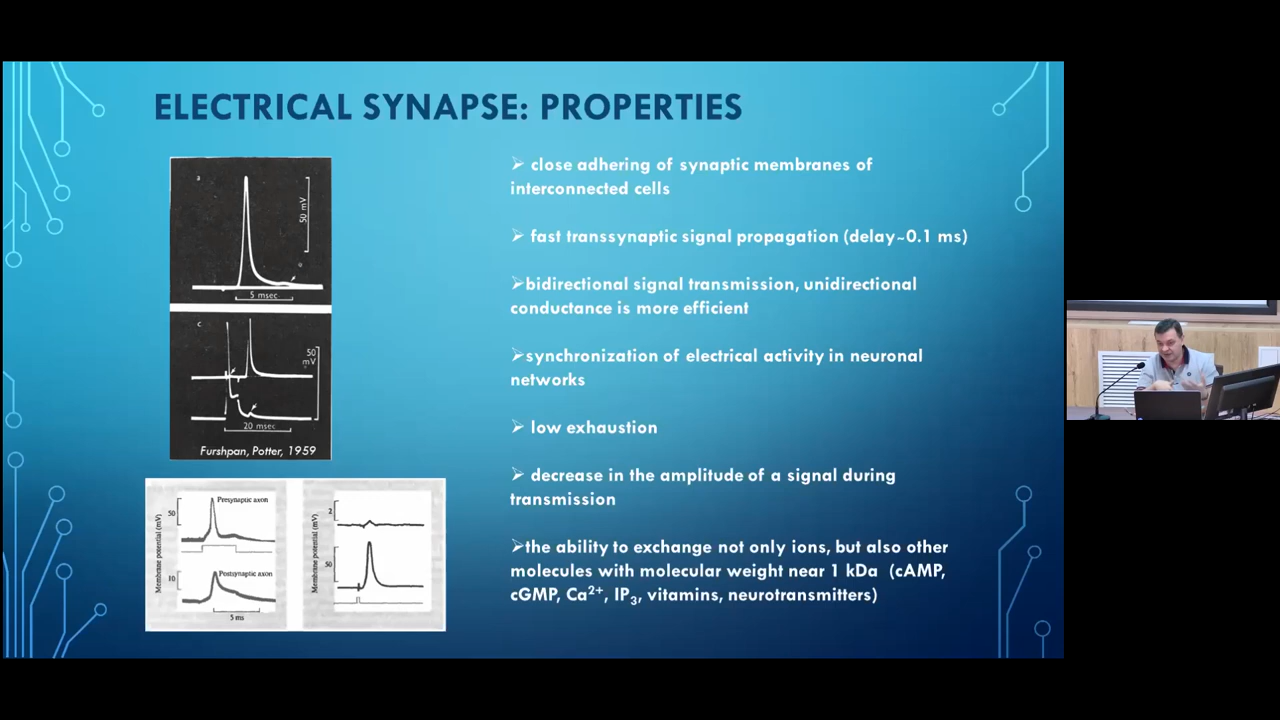 ELECTRICAL SYNAPSE: PROPERTIES
a
50 mV
5 msec
c
50
mV
20 msec
Furshpan, Potter, 1959
Membrane potential (mV)
50
Presynaptic axon
10
Postsynaptic axon
5 ms
Membrane potential (mV)
2
50
➢ close adhering of synaptic membranes of
interconnected cells
➢ fast transsynaptic signal propagation (delay~0.1 ms)
➢bidirectional signal transmission, unidirectional
conductance is more efficient
➢synchronization of electrical activity in neuronal
networks
➢ low exhaustion
➢ decrease in the amplitude of a signal during
transmission
➢the ability to exchange not only ions, but also other
molecules with molecular weight near 1 kDa (cAMP,
cGMP, Ca²⁺, IP₃, vitamins, neurotransmitters)